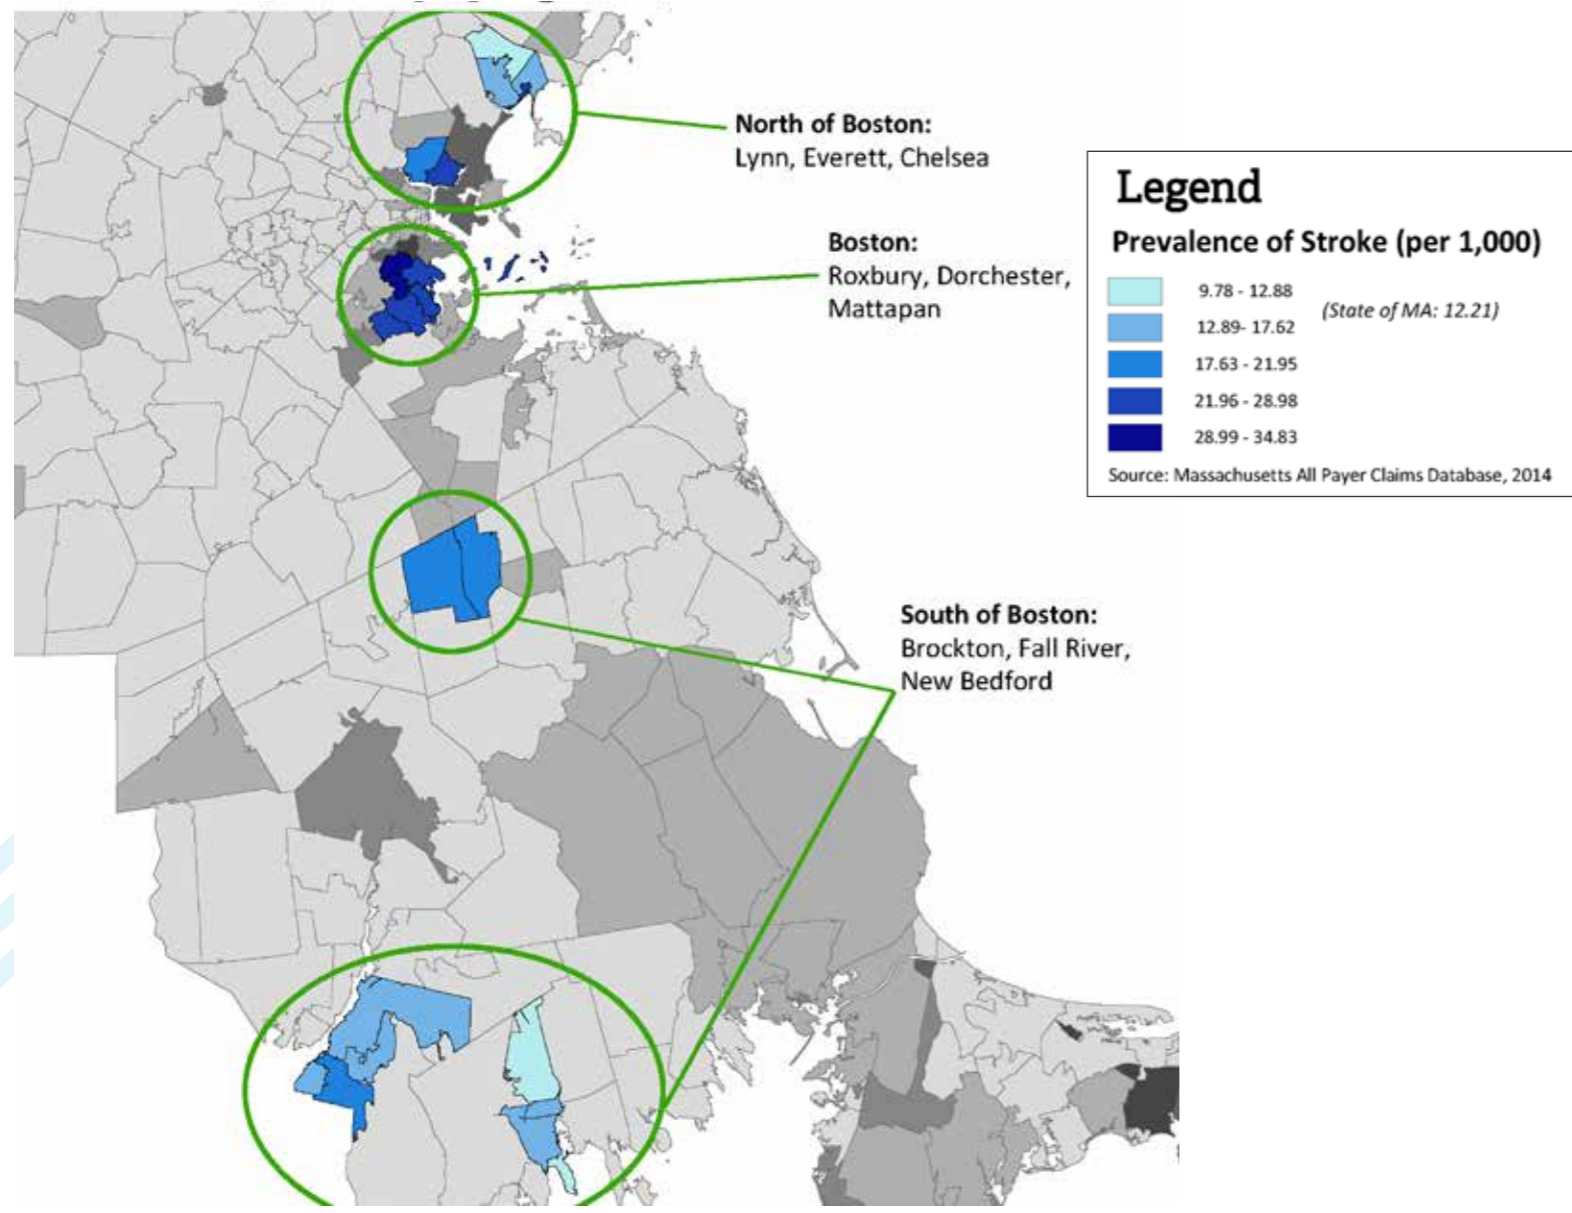 North of Boston:
Lynn, Everett, Chelsea
Boston:
Roxbury, Dorchester,
Mattapan
Legend
Prevalence of Stroke (per 1,000)
9.78 - 12.88
(State of MA: 12.21)
12.89- 17.62
17.63 - 21.95
21.96 - 28.98
28.99 - 34.83
Source: Massachusetts All Payer Claims Database, 2014
South of Boston:
Brockton, Fall River,
New Bedford